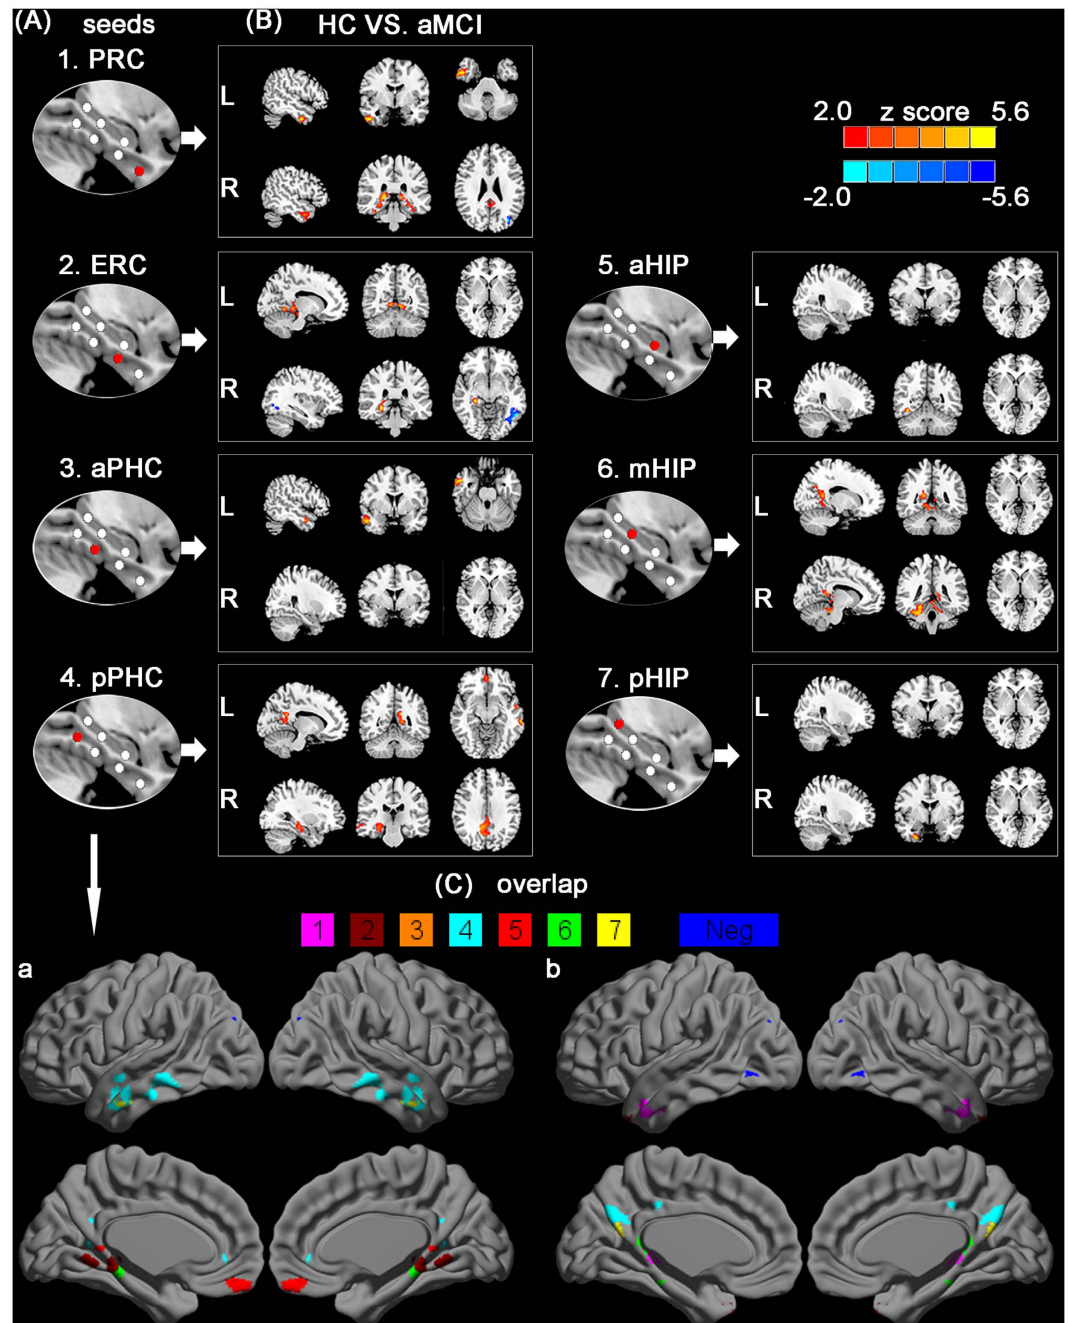 (A) seeds (B) HC VS. aMCI
1. PRC
L
R
2.0 z score 5.6
-2.0 -5.6
2. ERC
L
R
5. aHIP
L
R
3. aPHC
L
R
6. mHIP
L
R
4. pPHC
L
R
7. pHIP
L
R
(C) overlap
1 2 3 4 5 6 7 Neg
a b